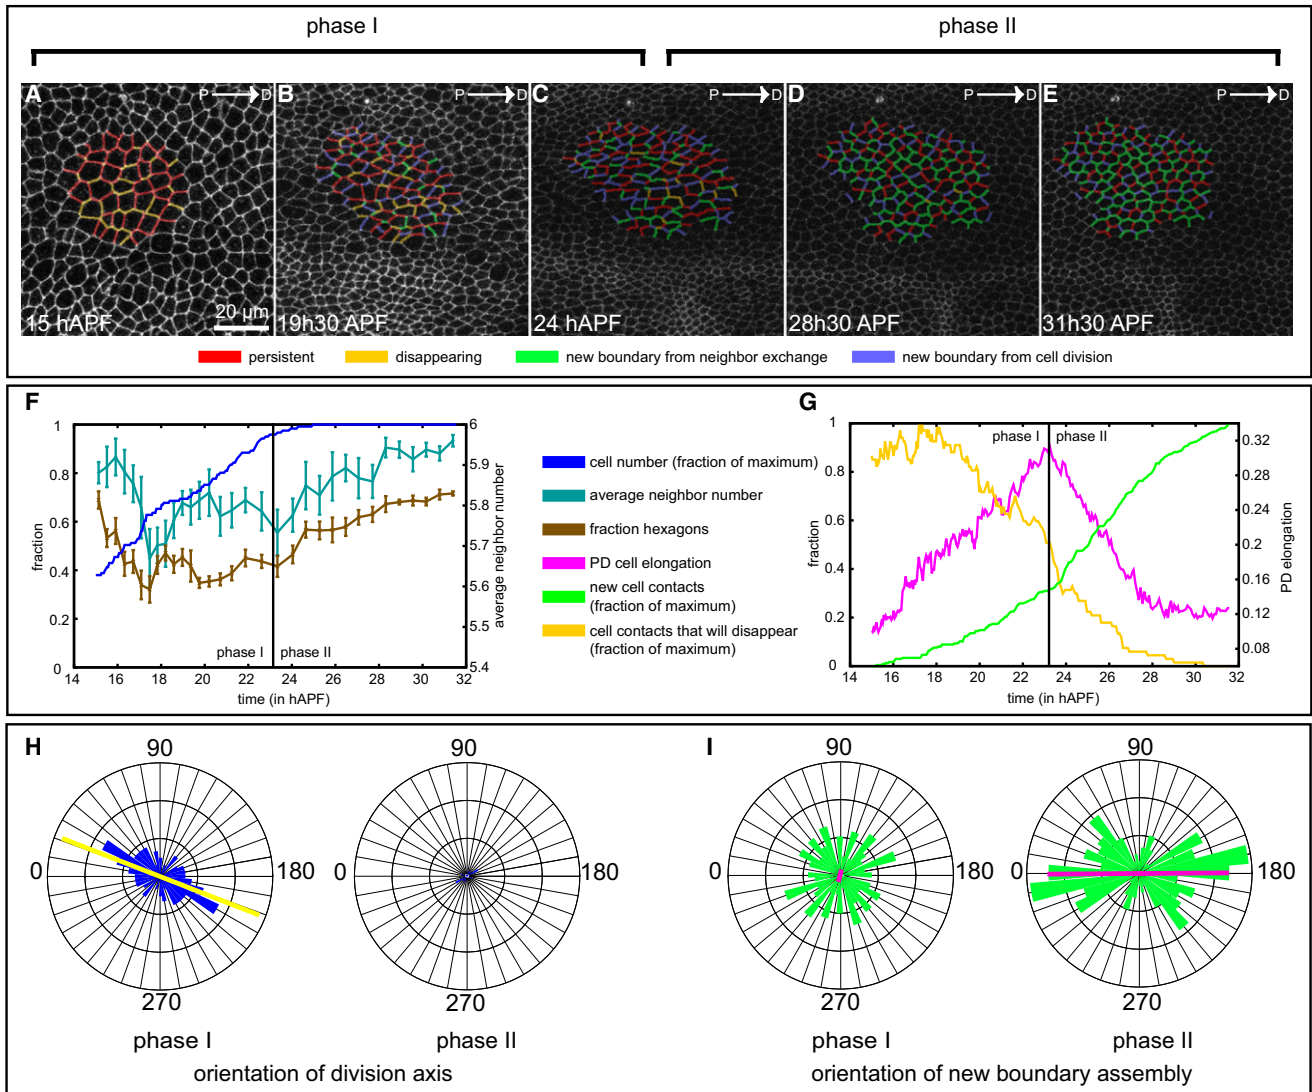 phase I
phase II
A
P
D
15 hAPF
20 µm
B
P
D
19h30 APF
C
P
D
24 hAPF
D
P
D
28h30 APF
E
P
D
31h30 APF
persistent
disappearing
new boundary from neighbor exchange
new boundary from cell division
F
1
0.8
0.6
0.4
0.2
0
fraction
14
16
18
20
22
24
26
28
30
32
time (in hAPF)
6
5.9
5.8
5.7
5.6
5.5
5.4
average neighbor number
phase I
phase II
cell number (fraction of maximum)
average neighbor number
fraction hexagons
PD cell elongation
new cell contacts
(fraction of maximum)
cell contacts that will disappear
(fraction of maximum)
G
1
0.8
0.6
0.4
0.2
0
fraction
14
16
18
20
22
24
26
28
30
32
time (in hAPF)
0.32
0.28
0.24
0.2
0.16
0.12
0.08
PD elongation
phase I
phase II
H
90
0
180
270
phase I
90
0
180
270
phase II
orientation of division axis
I
90
0
180
270
phase I
90
0
180
270
phase II
orientation of new boundary assembly